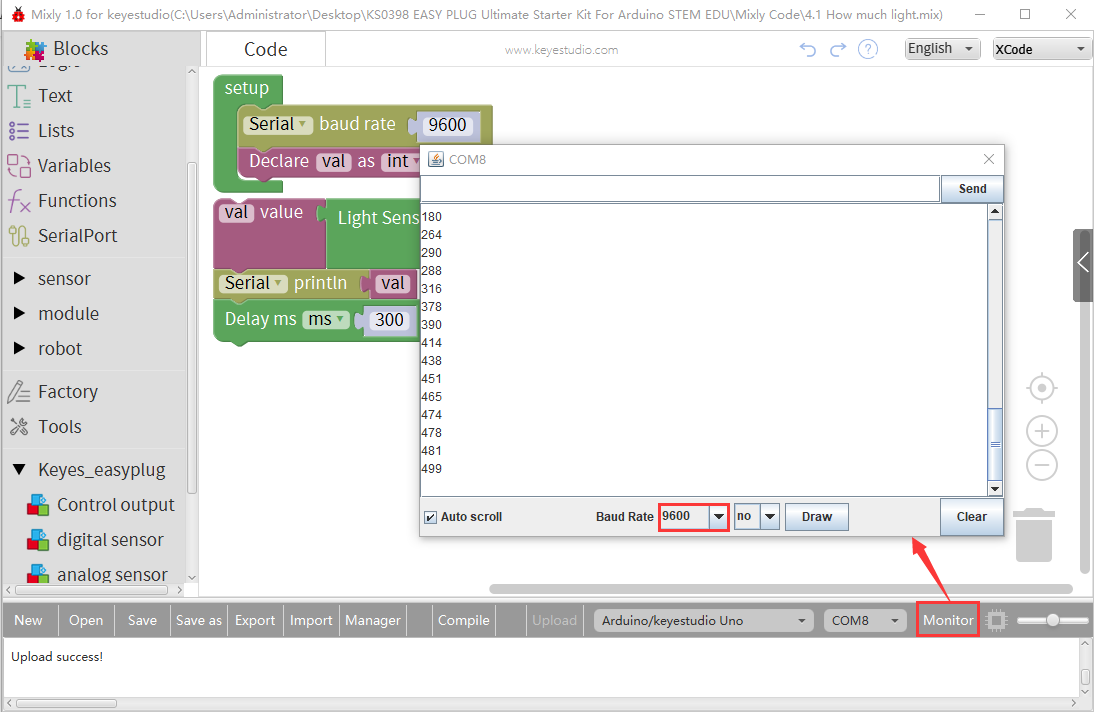 Mixly 1.0 for keyestudio(C:\Users\Administrator\Desktop\KS0398 EASY PLUG Ultimate Starter Kit For Arduino STEM EDU\Mixly Code\4.1 How much light.mix)
Blocks
Code
www.keyestudio.com
English
XCode
Text
Lists
Variables
Functions
SerialPort
sensor
module
robot
Factory
Tools
Keyes_easyplug
Control output
digital sensor
analog sensor
setup
Serial baud rate 9600
Declare val as int
val value Light Sens
Serial println val
Delay ms ms 300
COM8
Send
180
264
290
288
316
378
390
414
438
451
465
474
478
481
499
Auto scroll Baud Rate 9600 no Draw Clear
New Open Save Save as Export Import Manager Compile Upload Arduino/keyestudio Uno COM8 Monitor
Upload success!